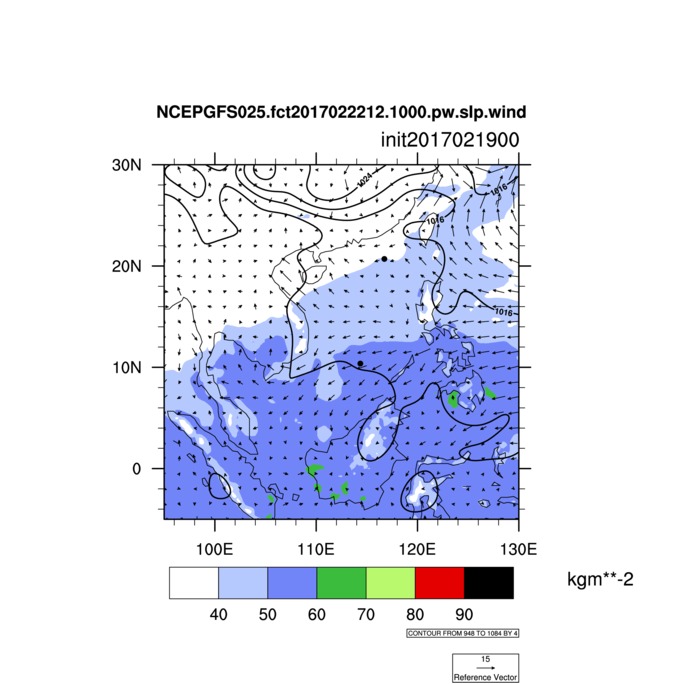 NCEPGFS025.fct2017022212.1000.pw.slp.wind
init2017021900
30N
1024
1016
1016
20N
1016
10N
0
100E 110E 120E 130E
kgm**-2
40 50 60 70 80 90
CONTOUR FROM 948 TO 1084 BY 4
15
Reference Vector